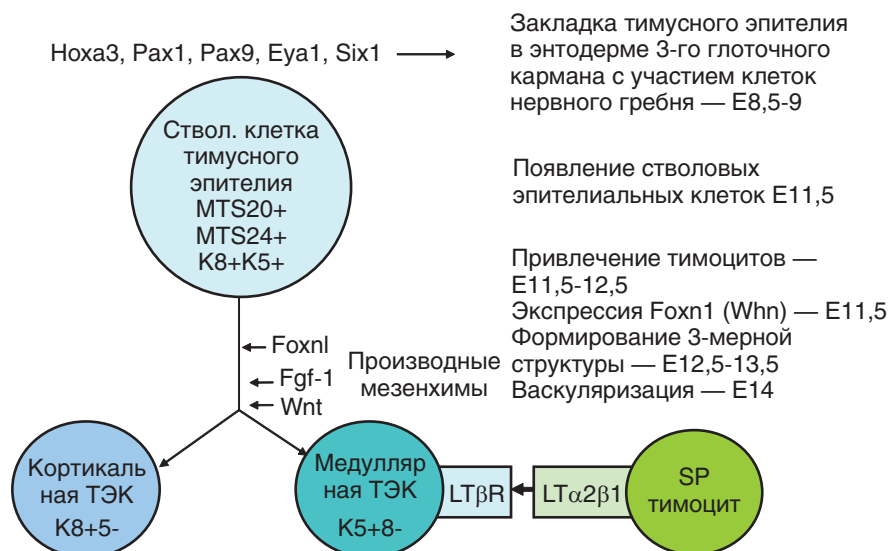 Hoxa3, Pax1, Pax9, Eya1, Six1
Закладка тимусного эпителия
в энтодерме 3-го глоточного
кармана с участием клеток
нервного гребня — E8,5-9
Ствол. клетка
тимусного
эпителия
MTS20+
MTS24+
K8+K5+
Появление стволовых
эпителиальных клеток E11,5
Привлечение тимоцитов —
E11,5-12,5
Экспрессия Foxn1 (Whn) — E11,5
Формирование 3-мерной
структуры — E12,5-13,5
Васкуляризация — E14
Foxnl
Fgf-1
Wnt
Производные
мезенхимы
Кортикаль
ная ТЭК
K8+5-
Медулляр
ная ТЭК
K5+8-
LTβR
LTα2β1
SP
тимоцит